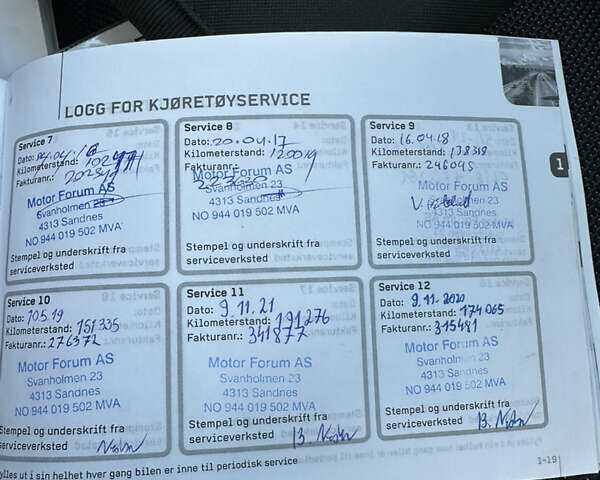 LOGG FOR KJØRETØYSERVICE
Service 7
Dato:
Kilometerstand:
Fakturanr.:
Motor Forum AS
Svanholmen 23
4313 Sandnes
NO 944 019 502 MVA
Stempel og underskrift fra
serviceverksted
Service 8
Dato: 20.04.17
Kilometerstand: 120019
Fakturanr.:
Motor Forum AS
Svanholmen 23
4313 Sandnes
NO 944 019 502 MVA
Stempel og underskrift fra
serviceverksted
Service 9
Dato: 16.04.18
Kilometerstand: 138319
Fakturanr.: 246045
Motor Forum AS
Svanholmen 23
4313 Sandnes
NO 944 019 502 MVA
Stempel og underskrift fra
serviceverksted
1
Service 10
Dato: 10.5.19
Kilometerstand: 151335
Fakturanr.: 276372
Motor Forum AS
Svanholmen 23
4313 Sandnes
NO 944 019 502 MVA
Stempel og underskrift fra
serviceverksted
Service 11
Dato: 9.11.21
Kilometerstand: 191276
Fakturanr.: 341877
Motor Forum AS
Svanholmen 23
4313 Sandnes
NO 944 019 502 MVA
Stempel og underskrift fra
serviceverksted
Service 12
Dato: 9.11.2020
Kilometerstand: 174065
Fakturanr.: 315481
Motor Forum AS
Svanholmen 23
4313 Sandnes
NO 944 019 502 MVA
Stempel og underskrift fra
serviceverksted
ylles ut i sin helhet hver gang bilen er inne til periodisk service
1-19